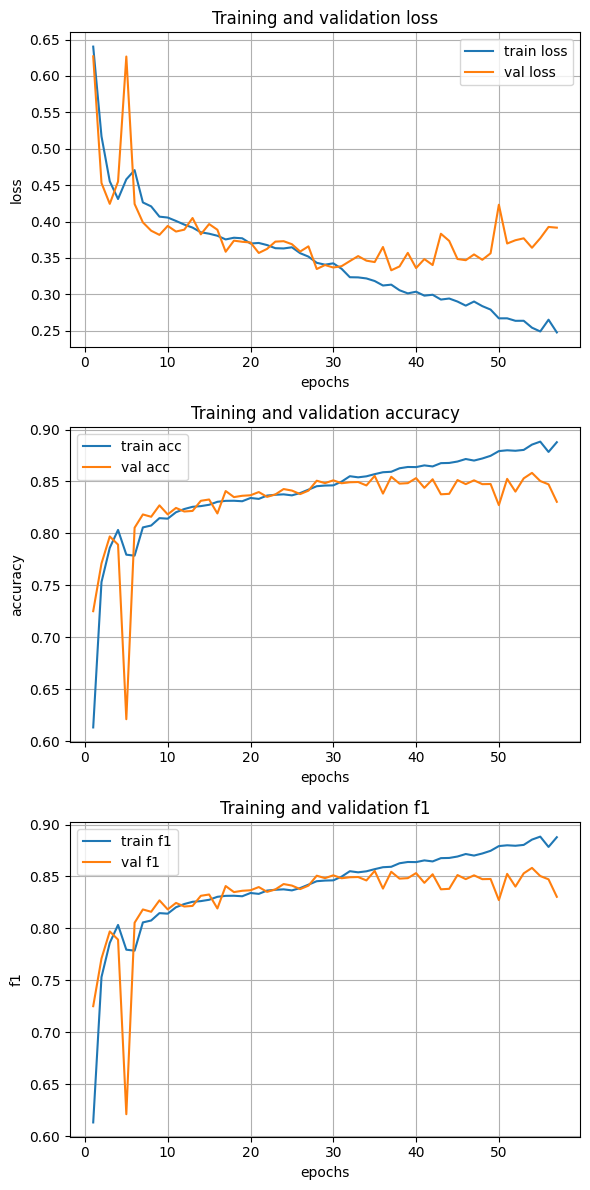 Training and validation loss
0.65
0.60
0.55
0.50
0.45
0.40
0.35
0.30
0.25
loss
train loss
val loss
0 10 20 30 40 50
epochs
Training and validation accuracy
0.90
0.85
0.80
0.75
0.70
0.65
0.60
accuracy
train acc
val acc
0 10 20 30 40 50
epochs
Training and validation f1
0.90
0.85
0.80
0.75
0.70
0.65
0.60
f1
train f1
val f1
0 10 20 30 40 50
epochs